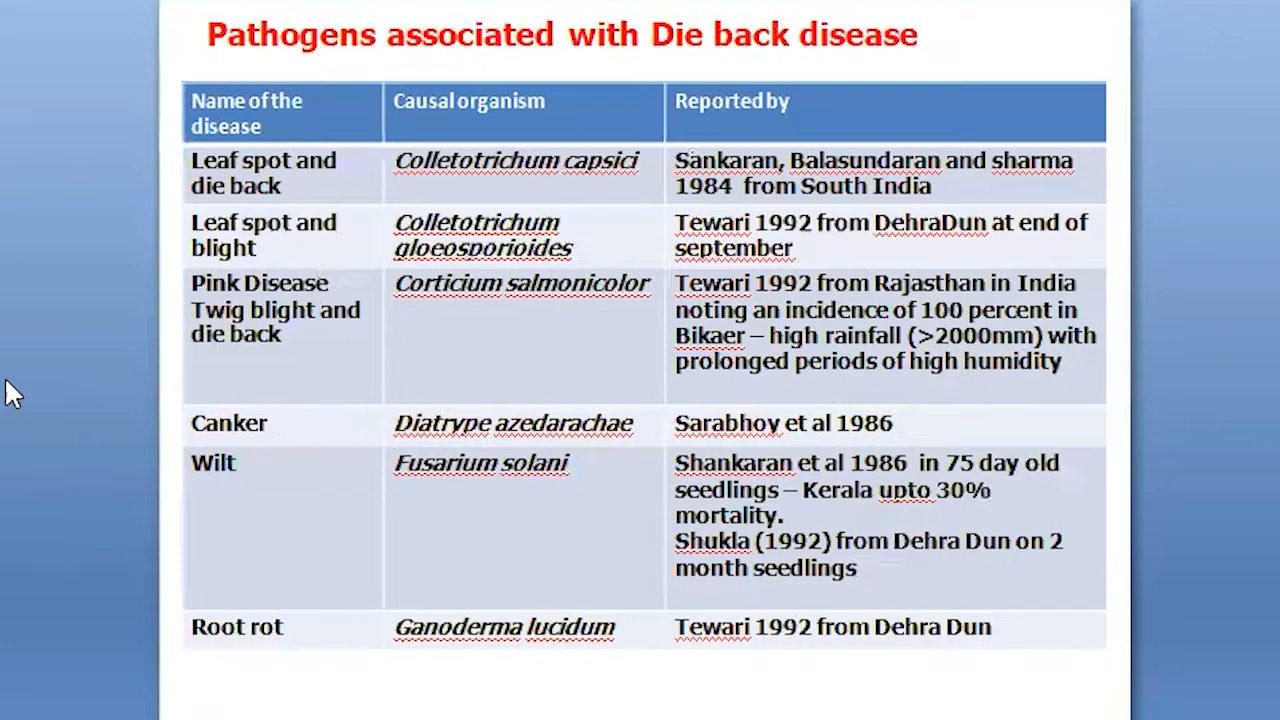 Pathogens associated with Die back disease
Name of the disease
Causal organism
Reported by
Leaf spot and die back
Colletotrichum capsici
Sankaran, Balasundaran and sharma
1984 from South India
Leaf spot and blight
Colletotrichum gloeosporioides
Tewari 1992 from DehraDun at end of
september
Pink Disease
Twig blight and
die back
Corticium salmonicolor
Tewari 1992 from Rajasthan in India
noting an incidence of 100 percent in
Bikaer – high rainfall (>2000mm) with
prolonged periods of high humidity
Canker
Diatrype azedarachae
Sarabhoy et al 1986
Wilt
Fusarium solani
Shankaran et al 1986 in 75 day old
seedlings – Kerala upto 30%
mortality.
Shukla (1992) from Dehra Dun on 2
month seedlings
Root rot
Ganoderma lucidum
Tewari 1992 from Dehra Dun